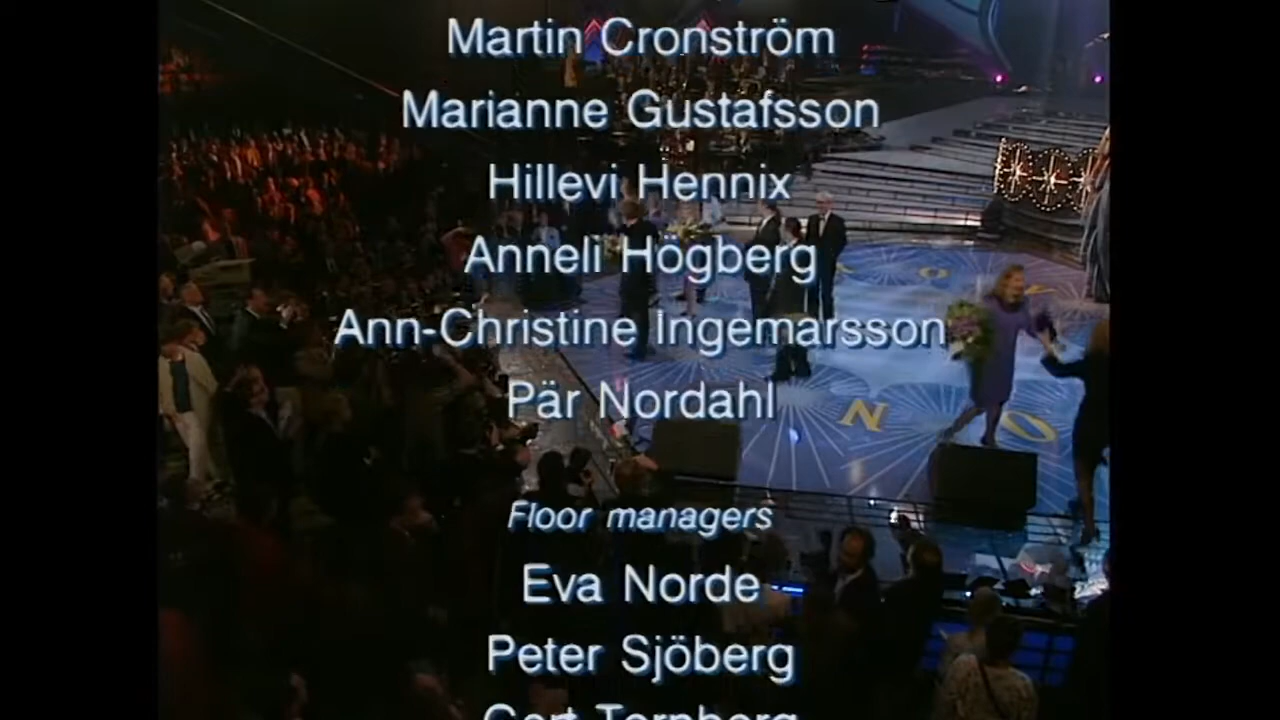 Martin Cronström
Marianne Gustafsson
Hillevi Hennix
Anneli Högberg
Ann-Christine Ingemarsson
Pär Nordahl
Floor managers
Eva Norde
Peter Sjöberg
N O